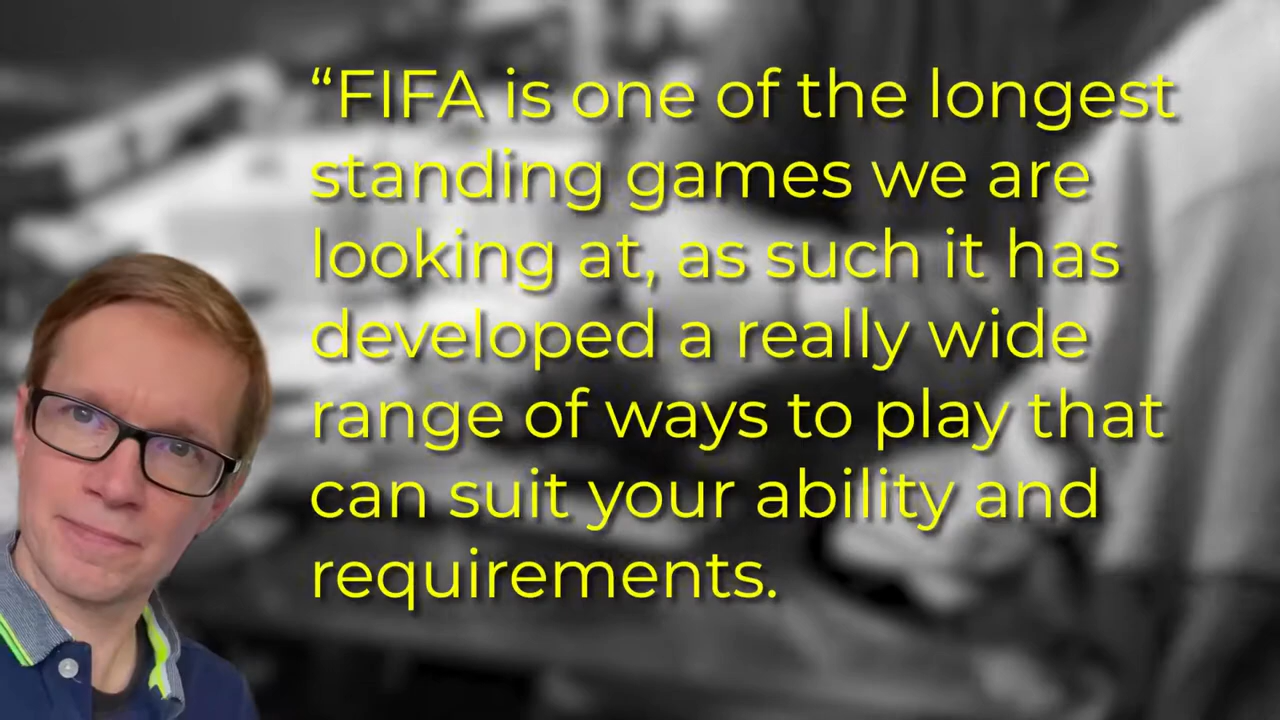 “FIFA is one of the longest
standing games we are
looking at, as such it has
developed a really wide
range of ways to play that
can suit your ability and
requirements.